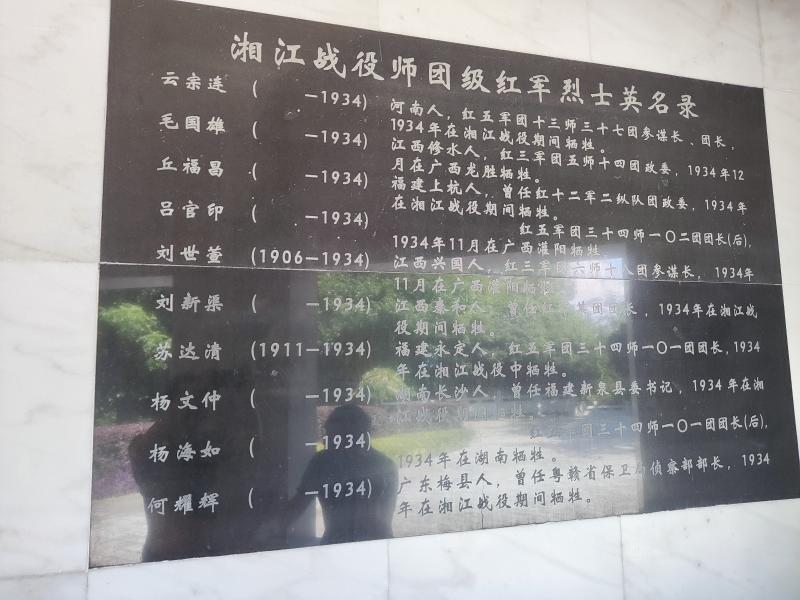 湘江战役师团级红军烈士英名录
云宗连 (　　—1934) 河南人，红五军团十三师三十七团参谋长、团长，
1934年在湘江战役期间牺牲。
毛国雄 (　　—1934) 江西修水人，红三军团五师十四团政委，1934年12
月在广西龙胜牺牲。
丘福昌 (　　—1934) 福建上杭人，曾任红十二军二纵队团政委，1934年
在湘江战役期间牺牲。
吕官印 (　　—1934) 红五军团三十四师一〇二团团长(后)，
1934年11月在广西灌阳牺牲
刘世萱 (1906—1934) 江西兴国人，红三军团六师十八团参谋长，1934年
11月在广西灌阳牺牲
刘新渠 (　　—1934) 江西泰和人，曾任红 团团长，1934年在湘江战
役期间牺牲。
苏达清 (1911—1934) 福建永定人，红五军团三十四师一〇一团团长，1934
年在湘江战役中牺牲。
杨文仲 (　　—1934) 湖南长沙人，曾任福建新泉县委书记，1934年在湘
江战役期间牺牲。
杨海如 (　　—1934) 红五军团三十四师一〇一团团长(后)，
1934年在湖南牺牲。
何耀辉 (　　—1934) 广东梅县人，曾任粤赣省保卫局侦察部部长，1934
年在湘江战役期间牺牲。